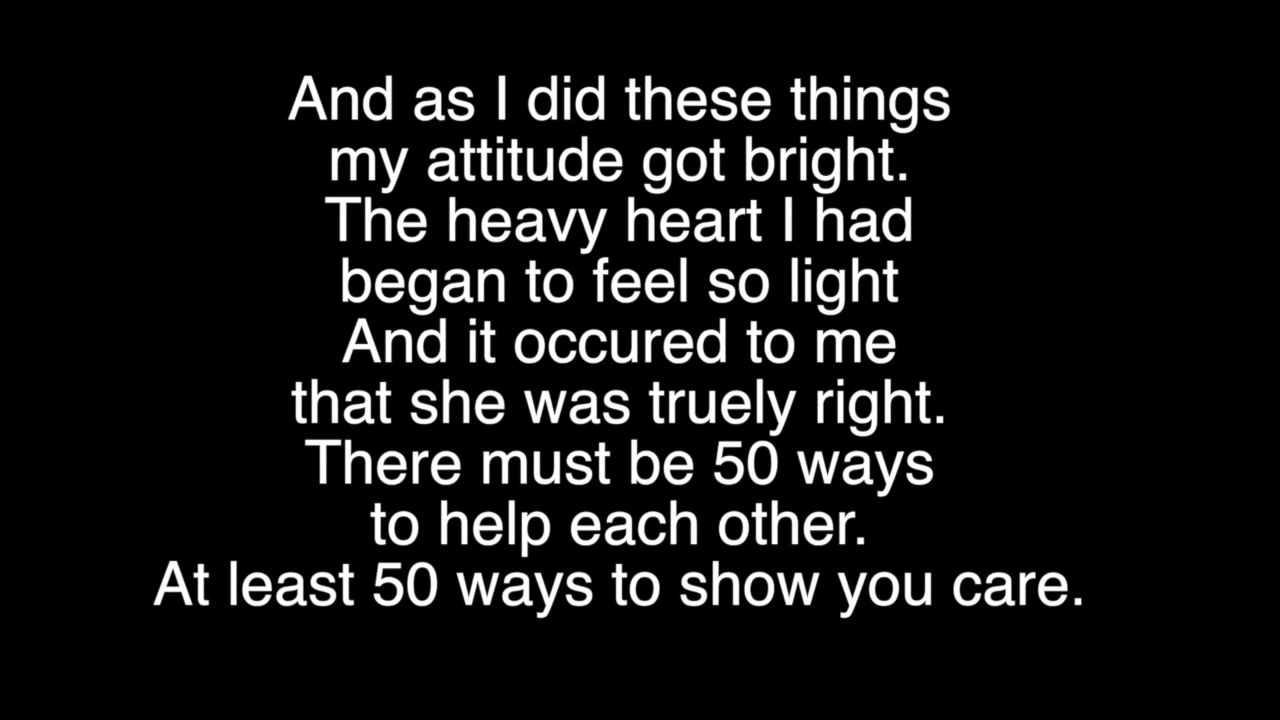 And as I did these things
my attitude got bright.
The heavy heart I had
began to feel so light
And it occured to me
that she was truely right.
There must be 50 ways
to help each other.
At least 50 ways to show you care.